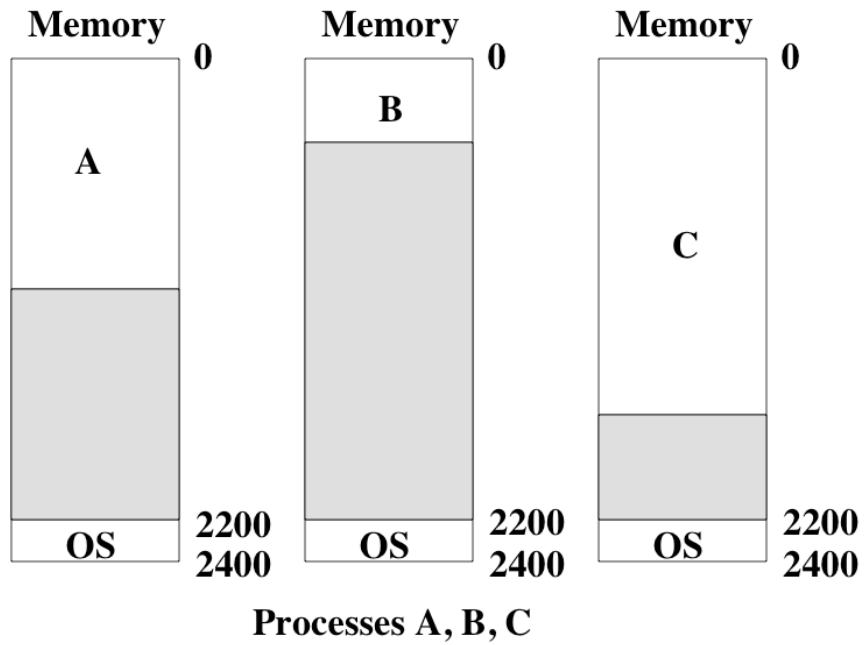 Memory
0
A
2200
OS
2400
Memory
0
B
2200
OS
2400
Memory
0
C
2200
OS
2400
Processes A, B, C